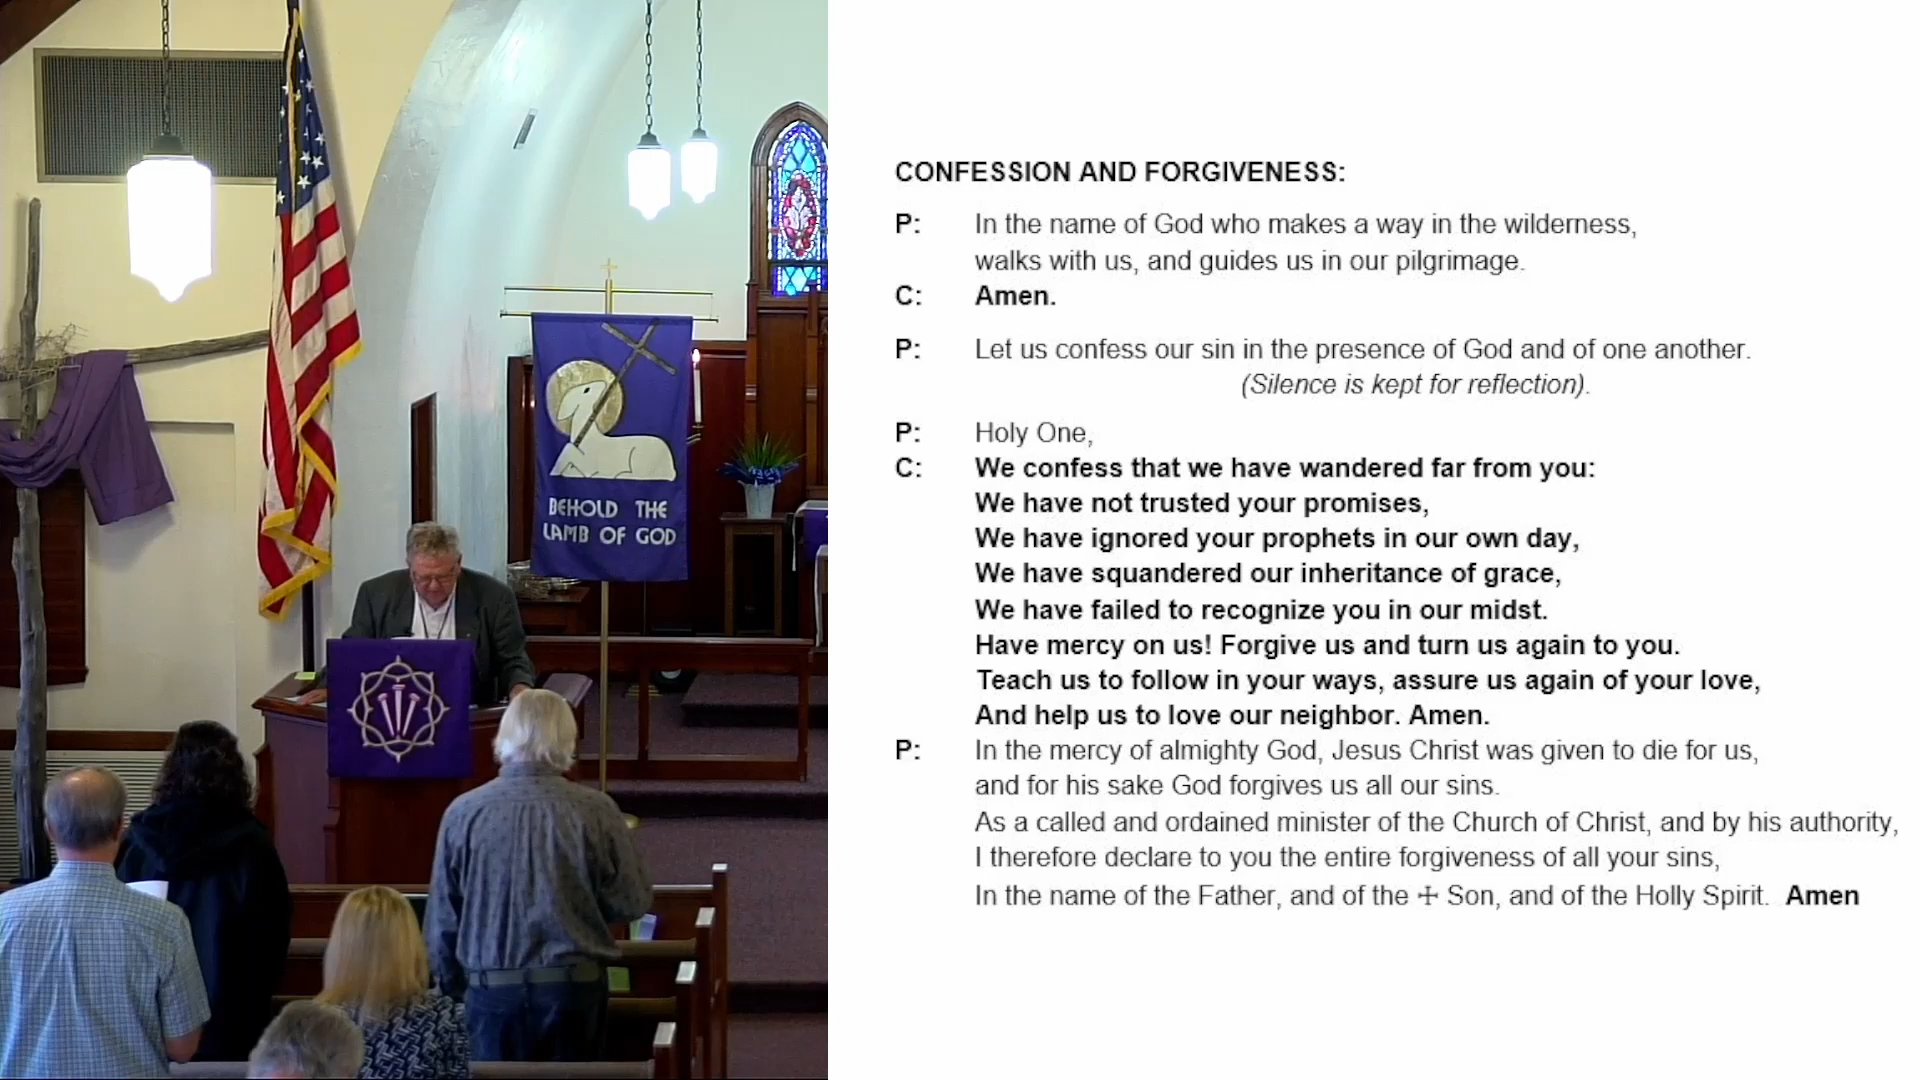 BEHOLD THE
LAMB OF GOD
CONFESSION AND FORGIVENESS:
P: In the name of God who makes a way in the wilderness,
walks with us, and guides us in our pilgrimage.
C: Amen.
P: Let us confess our sin in the presence of God and of one another.
(Silence is kept for reflection).
P: Holy One,
C: We confess that we have wandered far from you:
We have not trusted your promises,
We have ignored your prophets in our own day,
We have squandered our inheritance of grace,
We have failed to recognize you in our midst.
Have mercy on us! Forgive us and turn us again to you.
Teach us to follow in your ways, assure us again of your love,
And help us to love our neighbor. Amen.
P: In the mercy of almighty God, Jesus Christ was given to die for us,
and for his sake God forgives us all our sins.
As a called and ordained minister of the Church of Christ, and by his authority,
I therefore declare to you the entire forgiveness of all your sins,
In the name of the Father, and of the ☩ Son, and of the Holly Spirit. Amen